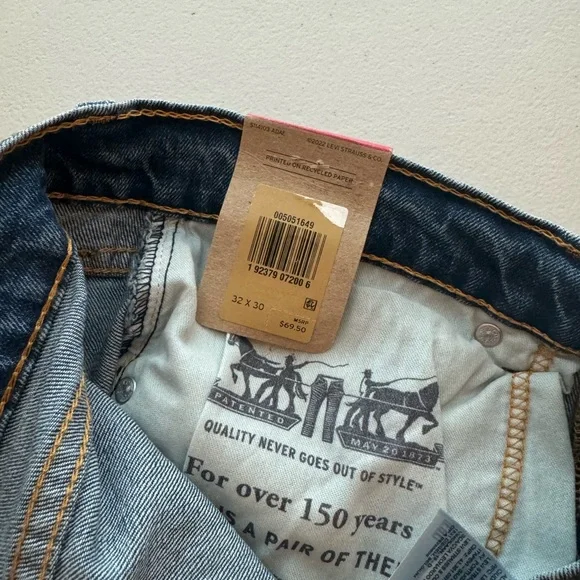 ©2022 LEVI STRAUSS & CO.
PRINTED ON RECYCLED PAPER
005051649
1 92379 07200 6
32 X 30
MSRP
$69.50
PATENTED
MAY 20 1873
QUALITY NEVER GOES OUT OF STYLE™
For over 150 years
A PAIR OF THE